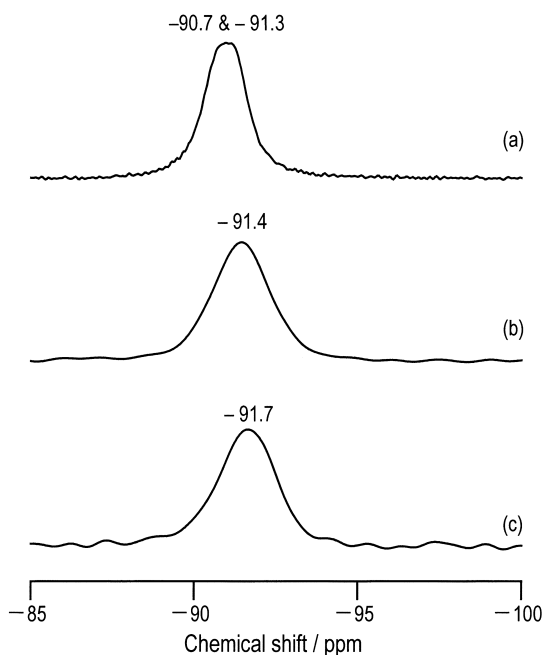 –90.7 & – 91.3
(a)
– 91.4
(b)
– 91.7
(c)
–85 –90 –95 –100
Chemical shift / ppm